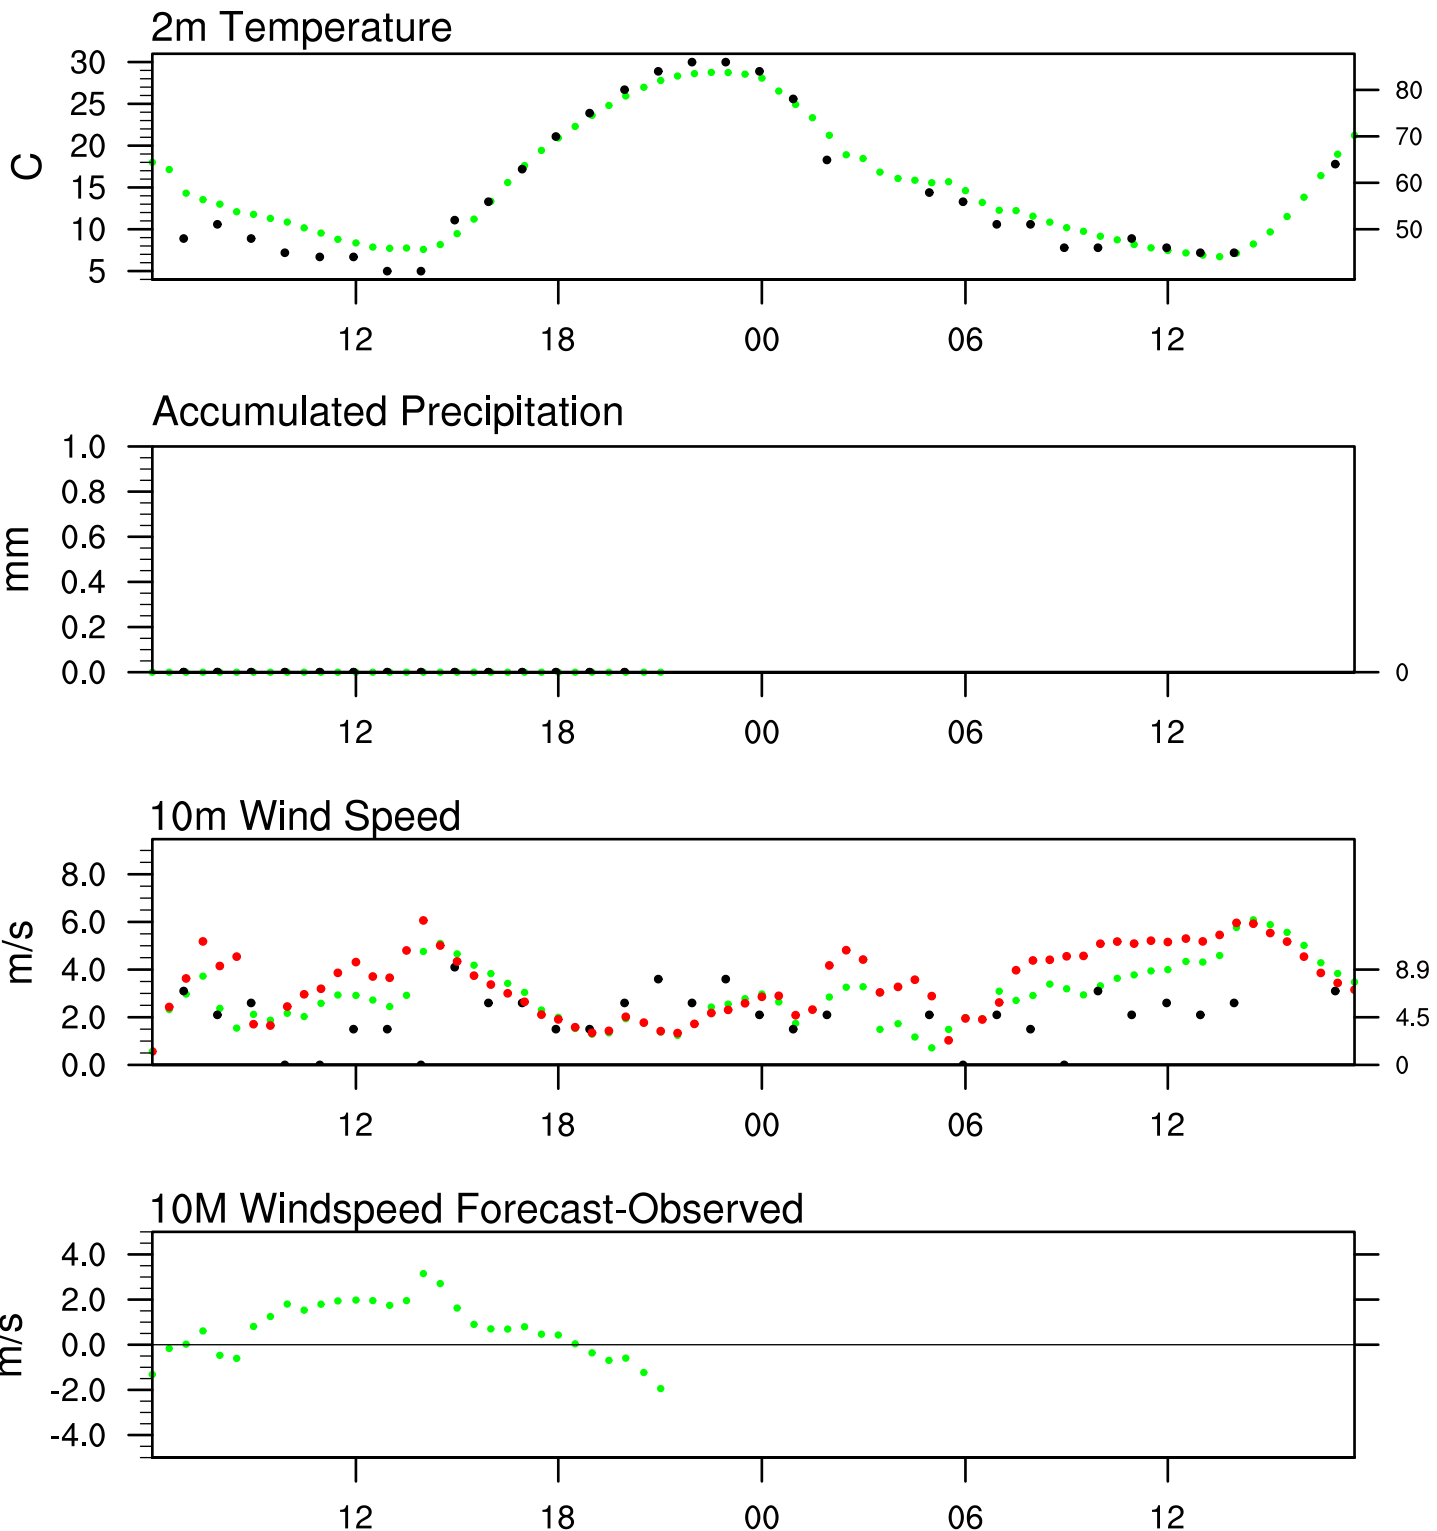 2m Temperature
30
25
20
15
10
5
C
80
70
60
50
12 18 00 06 12
Accumulated Precipitation
1.0
0.8
0.6
0.4
0.2
0.0
mm
0
12 18 00 06 12
10m Wind Speed
8.0
6.0
4.0
2.0
0.0
m/s
8.9
4.5
0
12 18 00 06 12
10M Windspeed Forecast-Observed
4.0
2.0
0.0
-2.0
-4.0
m/s
12 18 00 06 12